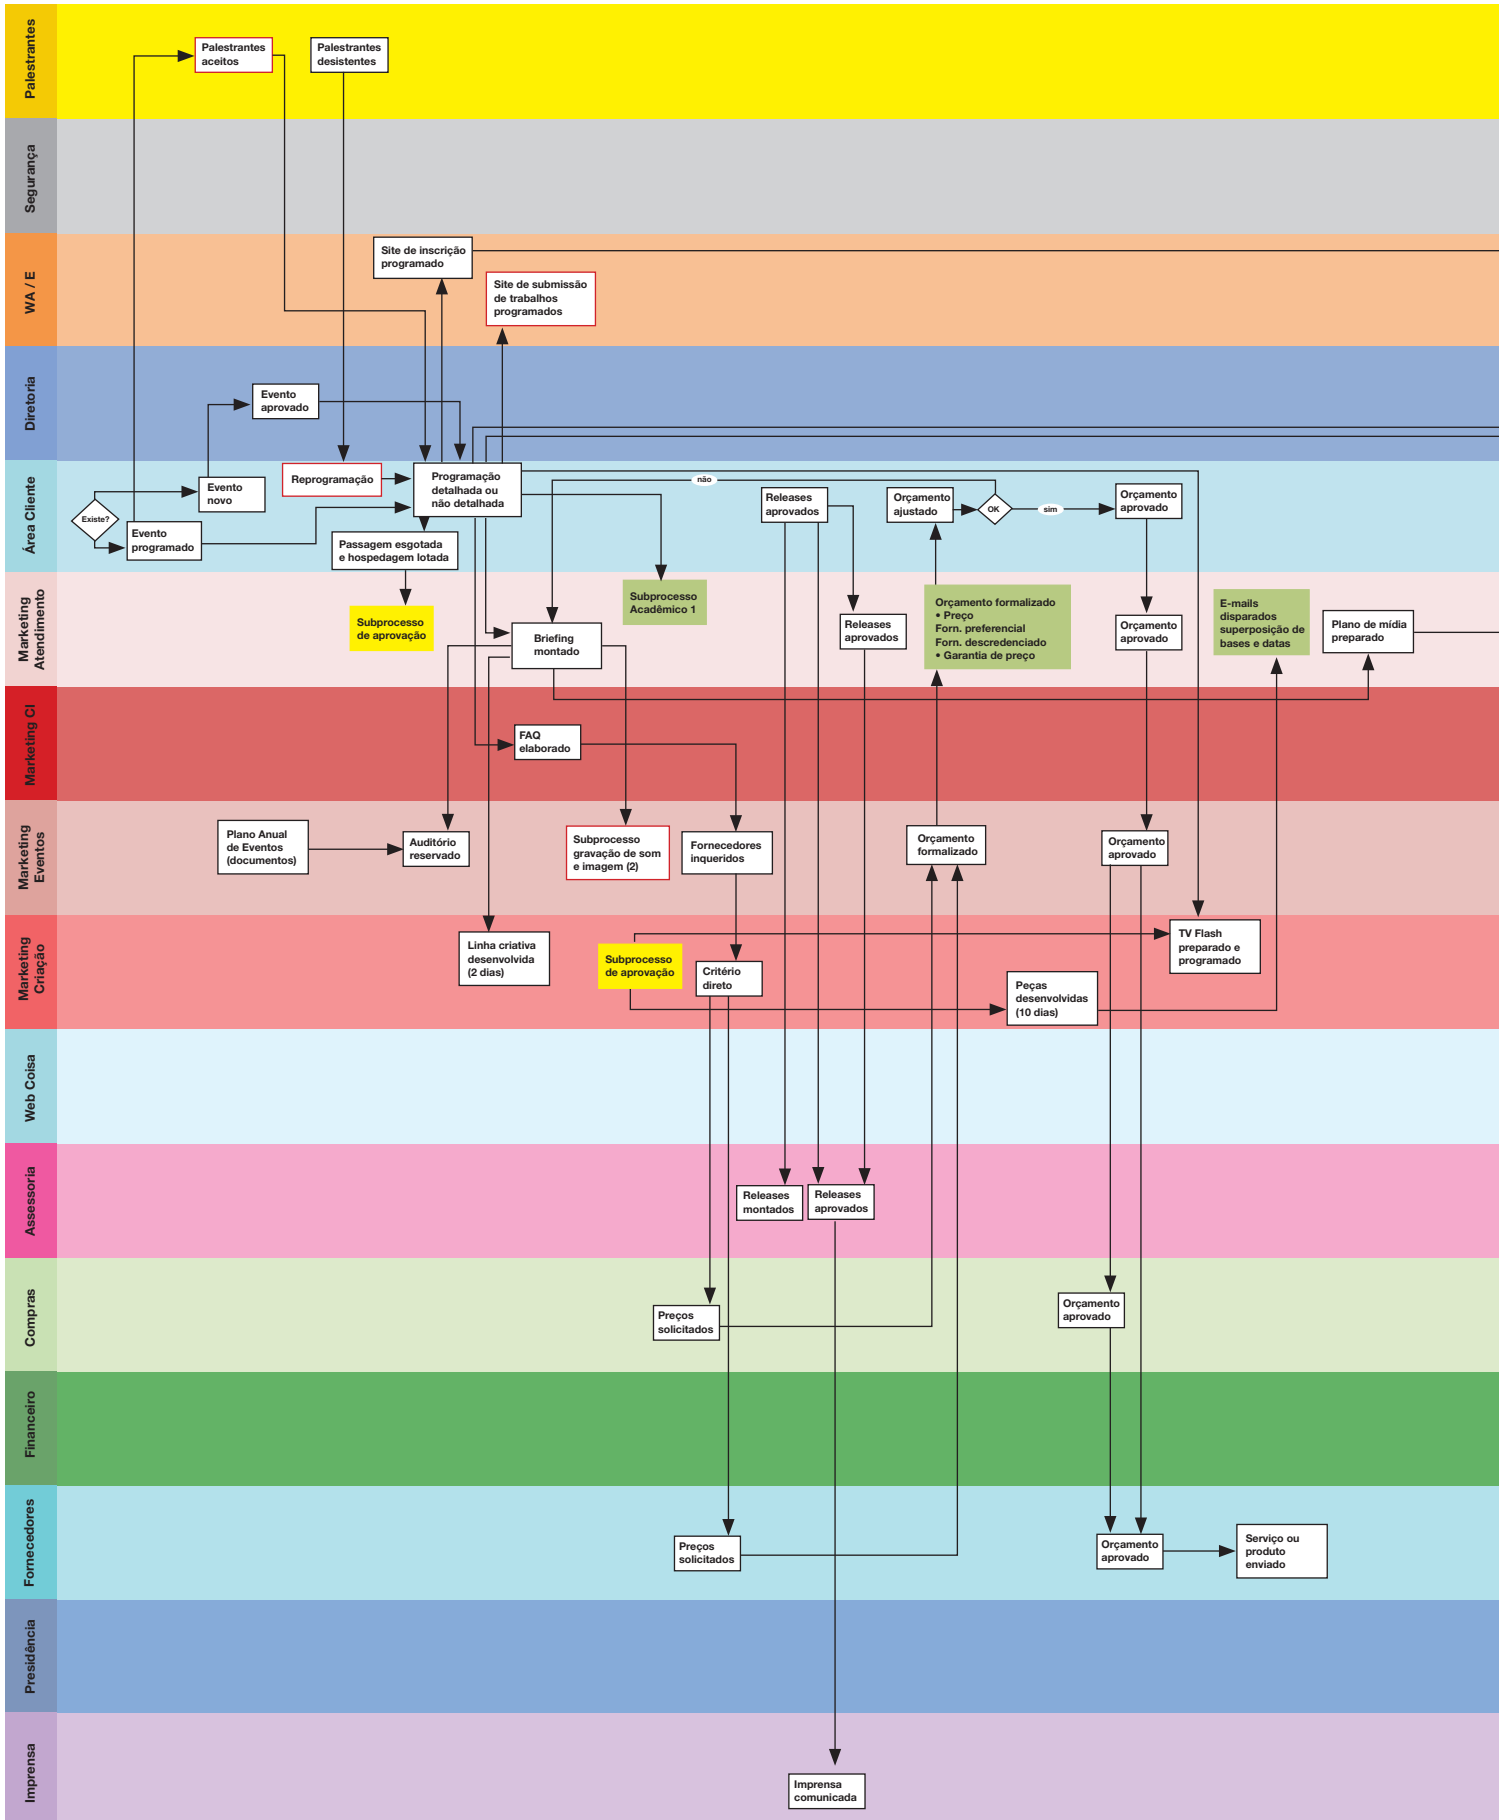 Palestrantes
Palestrantes
aceitos
Palestrantes
desistentes
Segurança
WA / E
Site de inscrição
programado
Site de submissão
de trabalhos
programados
Diretoria
Evento
aprovado
Área Cliente
Existe?
Evento
novo
Evento
programado
Reprogramação
Programação
detalhada ou
não detalhada
Passagem esgotada
e hospedagem lotada
não
Releases
aprovados
Orçamento
ajustado
OK
sim
Orçamento
aprovado
Marketing
Atendimento
Subprocesso
de aprovação
Briefing
montado
Subprocesso
Acadêmico 1
Releases
aprovados
Orçamento formalizado
• Preço
Forn. preferencial
Forn. descredenciado
• Garantia de preço
Orçamento
aprovado
E-mails
disparados
superposição de
bases e datas
Plano de mídia
preparado
Marketing CI
FAQ
elaborado
Marketing
Eventos
Plano Anual
de Eventos
(documentos)
Auditório
reservado
Subprocesso
gravação de som
e imagem (2)
Fornecedores
inqueridos
Orçamento
formalizado
Orçamento
aprovado
Marketing
Criação
Linha criativa
desenvolvida
(2 dias)
Subprocesso
de aprovação
Critério
direto
Peças
desenvolvidas
(10 dias)
TV Flash
preparado e
programado
Web Coisa
Assessoria
Releases
montados
Releases
aprovados
Compras
Preços
solicitados
Orçamento
aprovado
Financeiro
Fornecedores
Preços
solicitados
Orçamento
aprovado
Serviço ou
produto
enviado
Presidência
Imprensa
Imprensa
comunicada